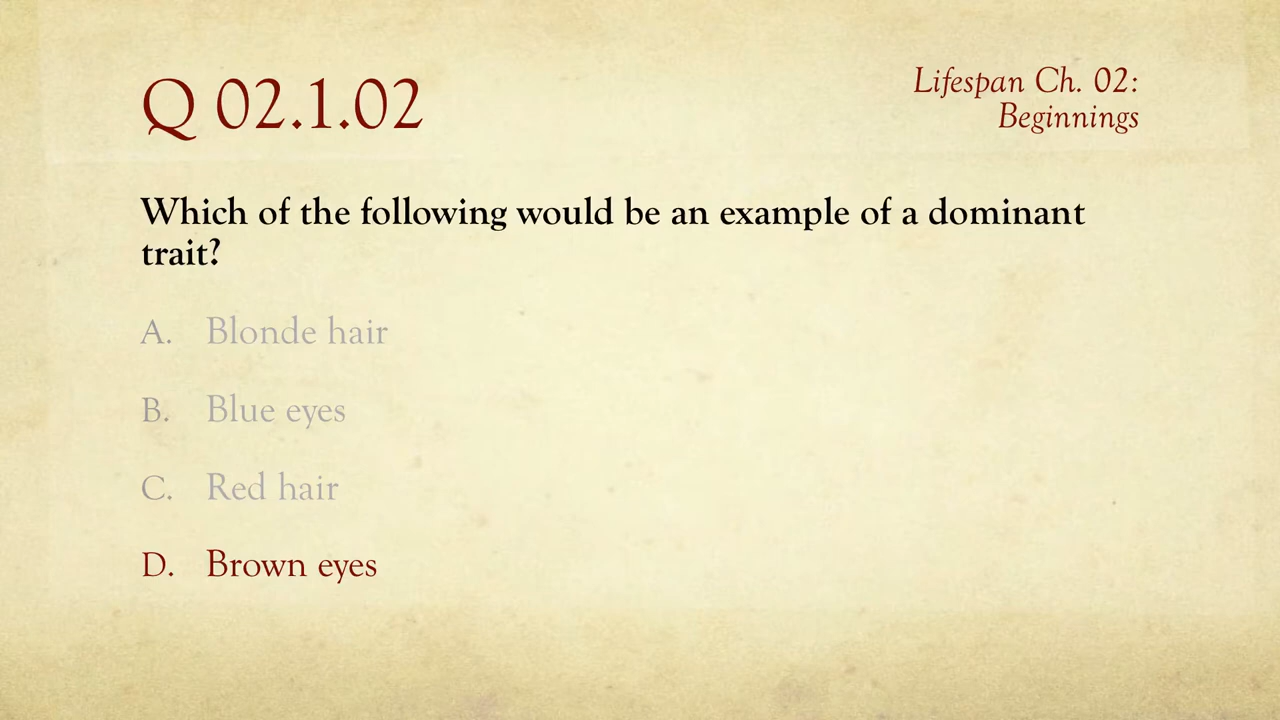 Q 02.1.02
Lifespan Ch. 02:
Beginnings
Which of the following would be an example of a dominant
trait?
A. Blonde hair
B. Blue eyes
C. Red hair
D. Brown eyes